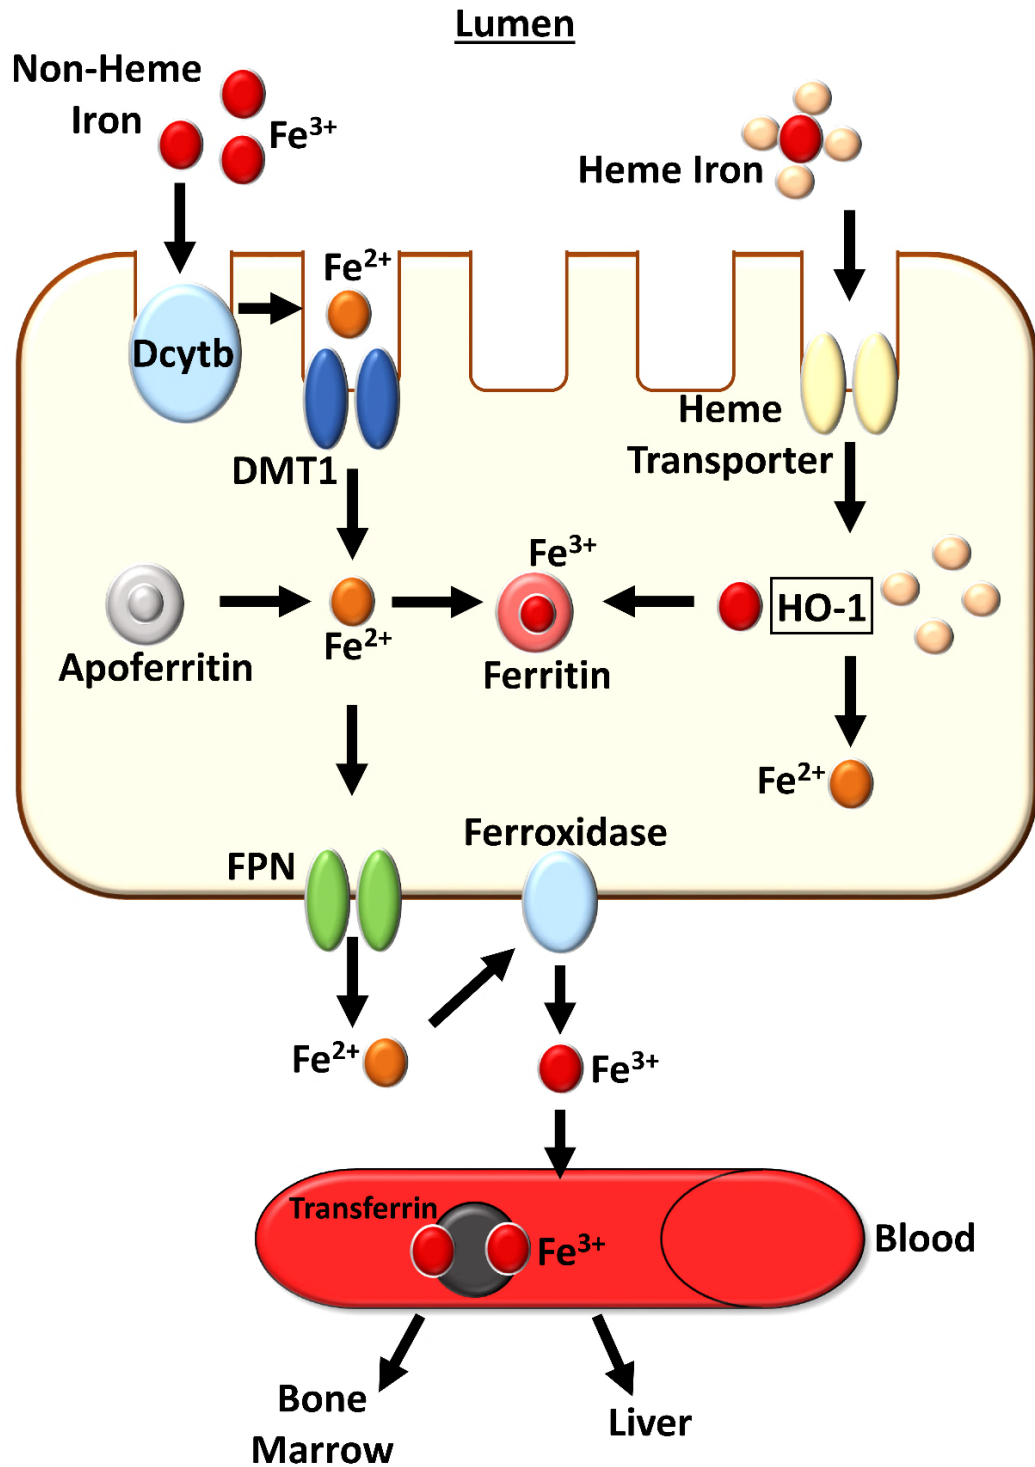 Lumen
Non-Heme
Iron
Fe³⁺
Heme Iron
Fe²⁺
Dcytb
DMT1
Heme
Transporter
Fe³⁺
HO-1
Apoferritin
Fe²⁺
Ferritin
Fe²⁺
Ferroxidase
FPN
Fe²⁺
Fe³⁺
Transferrin
Fe³⁺
Blood
Bone
Marrow
Liver